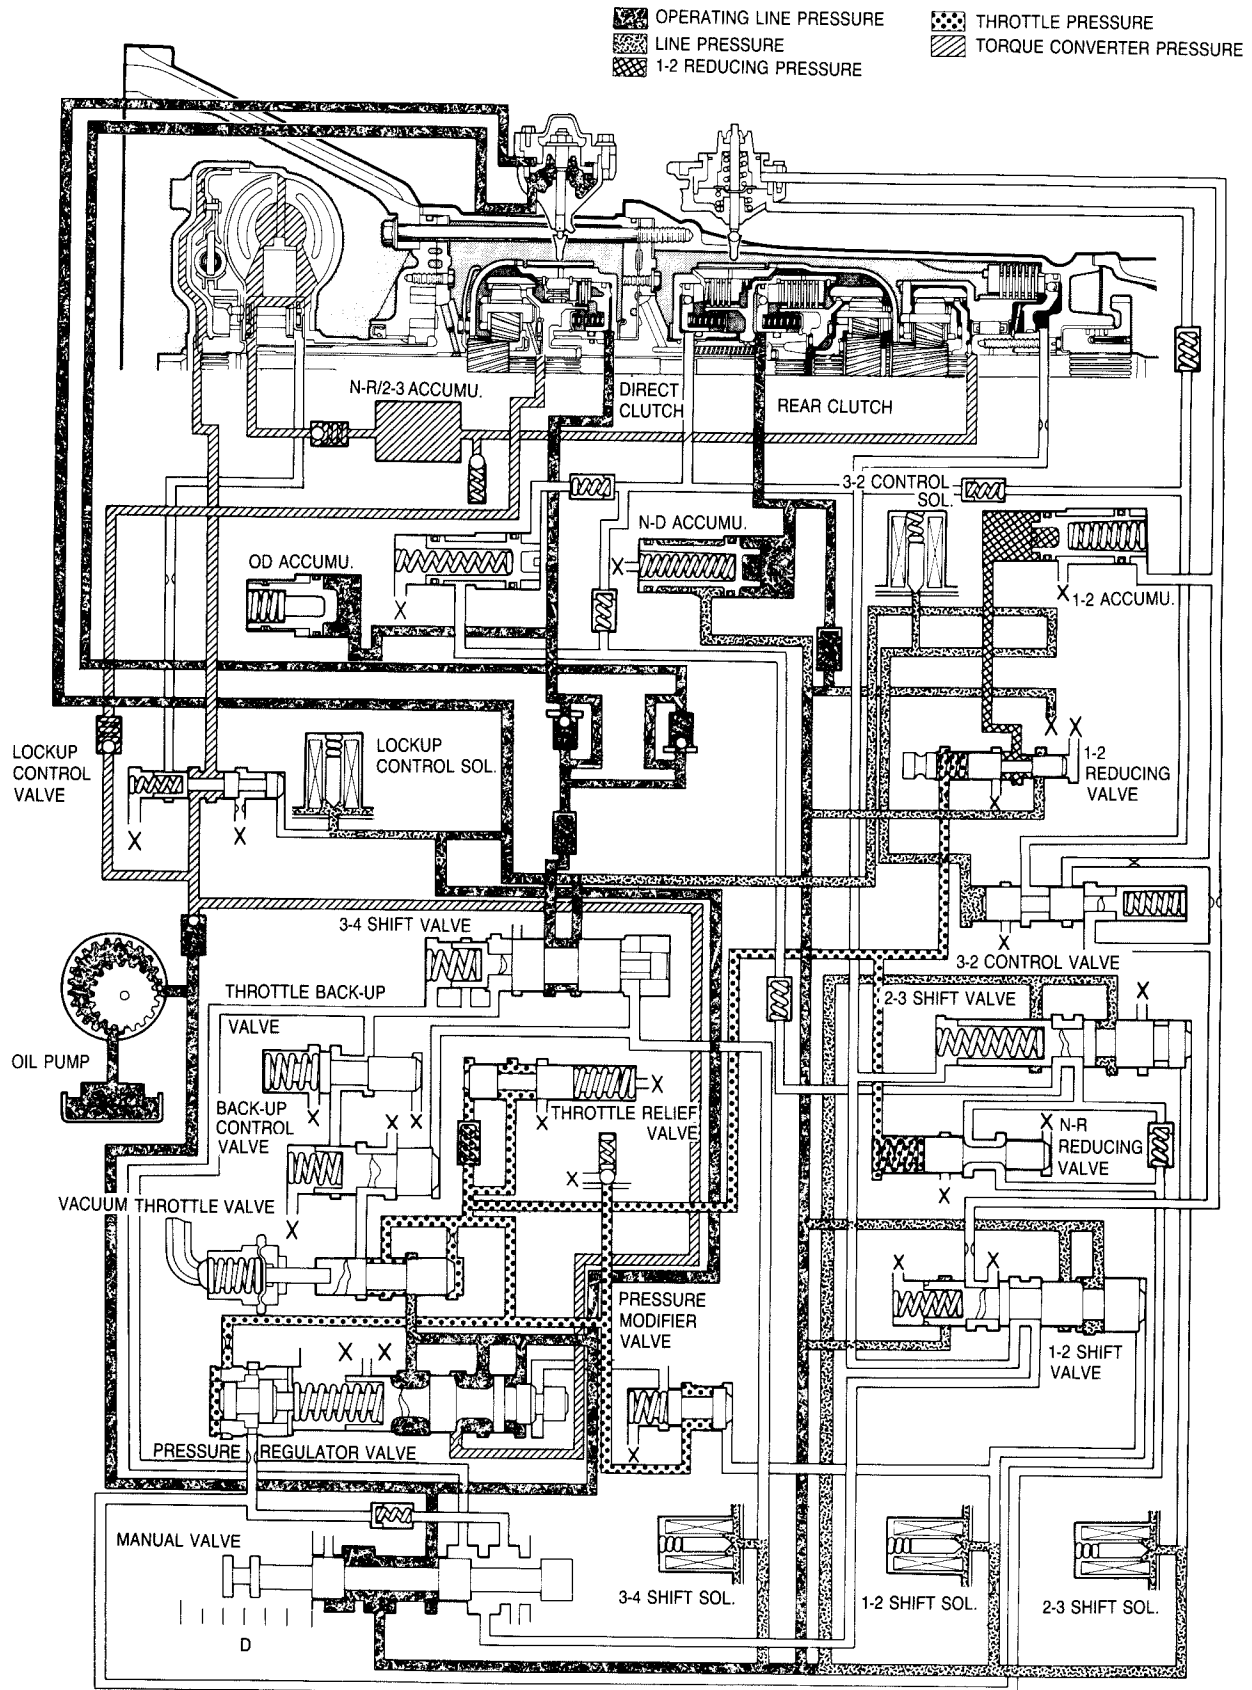 OPERATING LINE PRESSURE
LINE PRESSURE
1-2 REDUCING PRESSURE
THROTTLE PRESSURE
TORQUE CONVERTER PRESSURE
N-R/2-3 ACCUMU.
DIRECT
CLUTCH
REAR CLUTCH
3-2 CONTROL
SOL.
N-D ACCUMU.
OD ACCUMU.
X
X
X
1-2 ACCUMU.
LOCKUP
CONTROL
VALVE
LOCKUP
CONTROL SOL.
X
X
1-2
REDUCING
VALVE
X
X
X
3-4 SHIFT VALVE
X
3-2 CONTROL VALVE
THROTTLE BACK-UP
VALVE
2-3 SHIFT VALVE
X
OIL PUMP
X
X
X
THROTTLE RELIEF
VALVE
X
BACK-UP
CONTROL
VALVE
X
X
N-R
REDUCING
VALVE
X
VACUUM THROTTLE VALVE
X
X
X
X
PRESSURE
MODIFIER
VALVE
X X
1-2 SHIFT
VALVE
PRESSURE REGULATOR VALVE
X
MANUAL VALVE
D
3-4 SHIFT SOL.
1-2 SHIFT SOL.
2-3 SHIFT SOL.